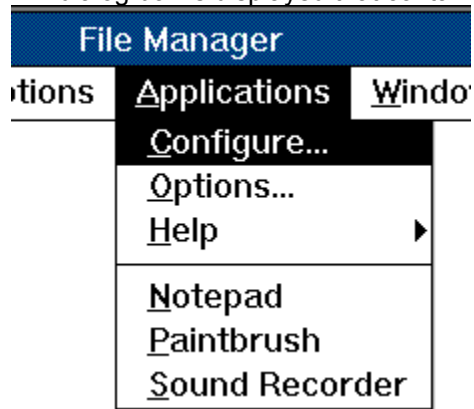 File Manager
tions Applications Windo
Configure...
Options...
Help
Notepad
Paintbrush
Sound Recorder